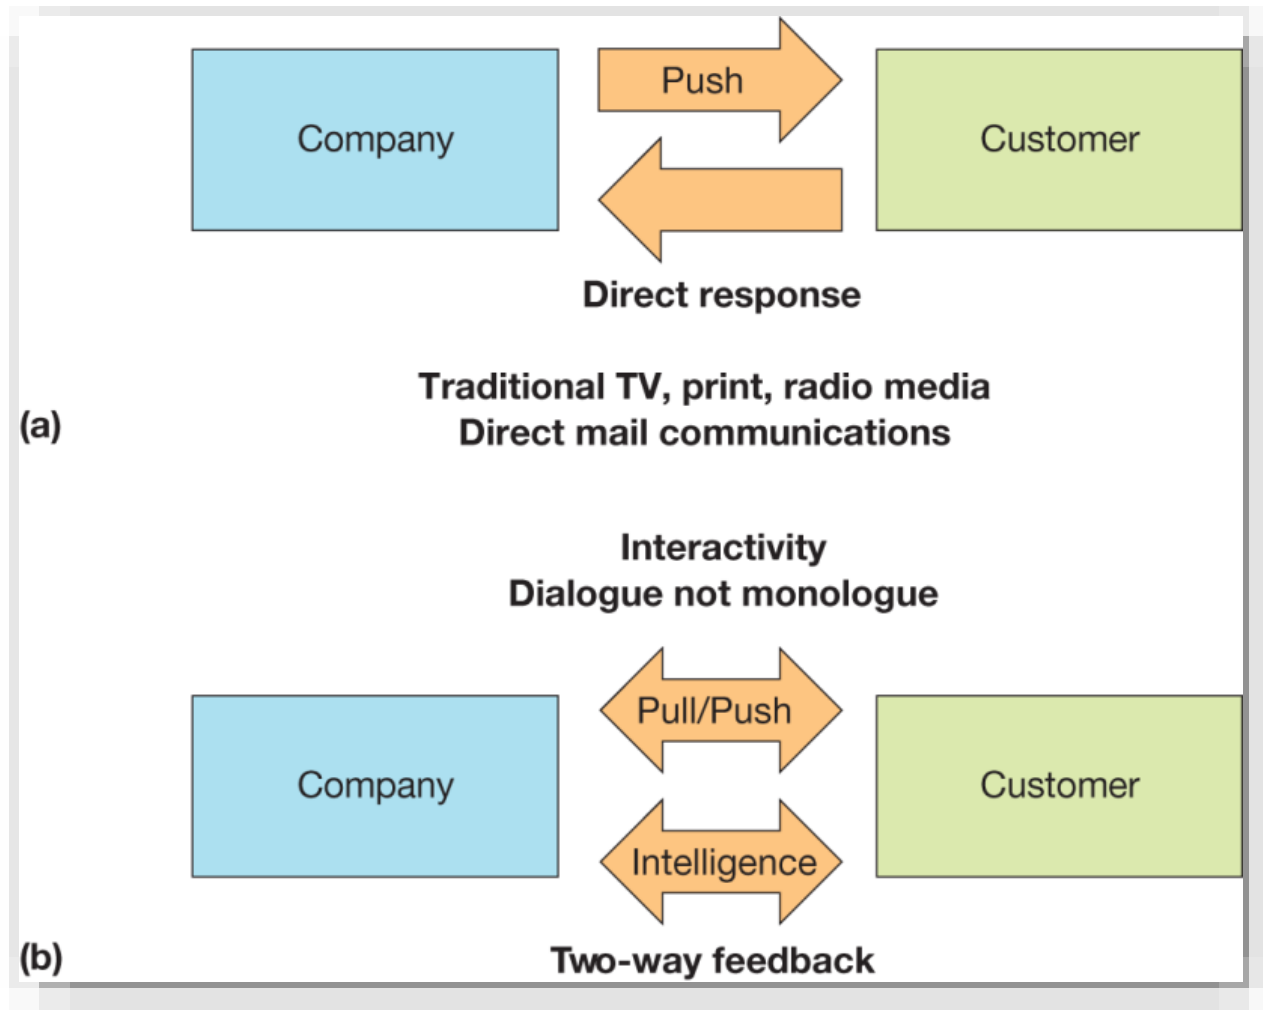 Company
Push
Customer
Direct response
Traditional TV, print, radio media
Direct mail communications
(a)
Interactivity
Dialogue not monologue
Company
Pull/Push
Customer
Intelligence
Two-way feedback
(b)